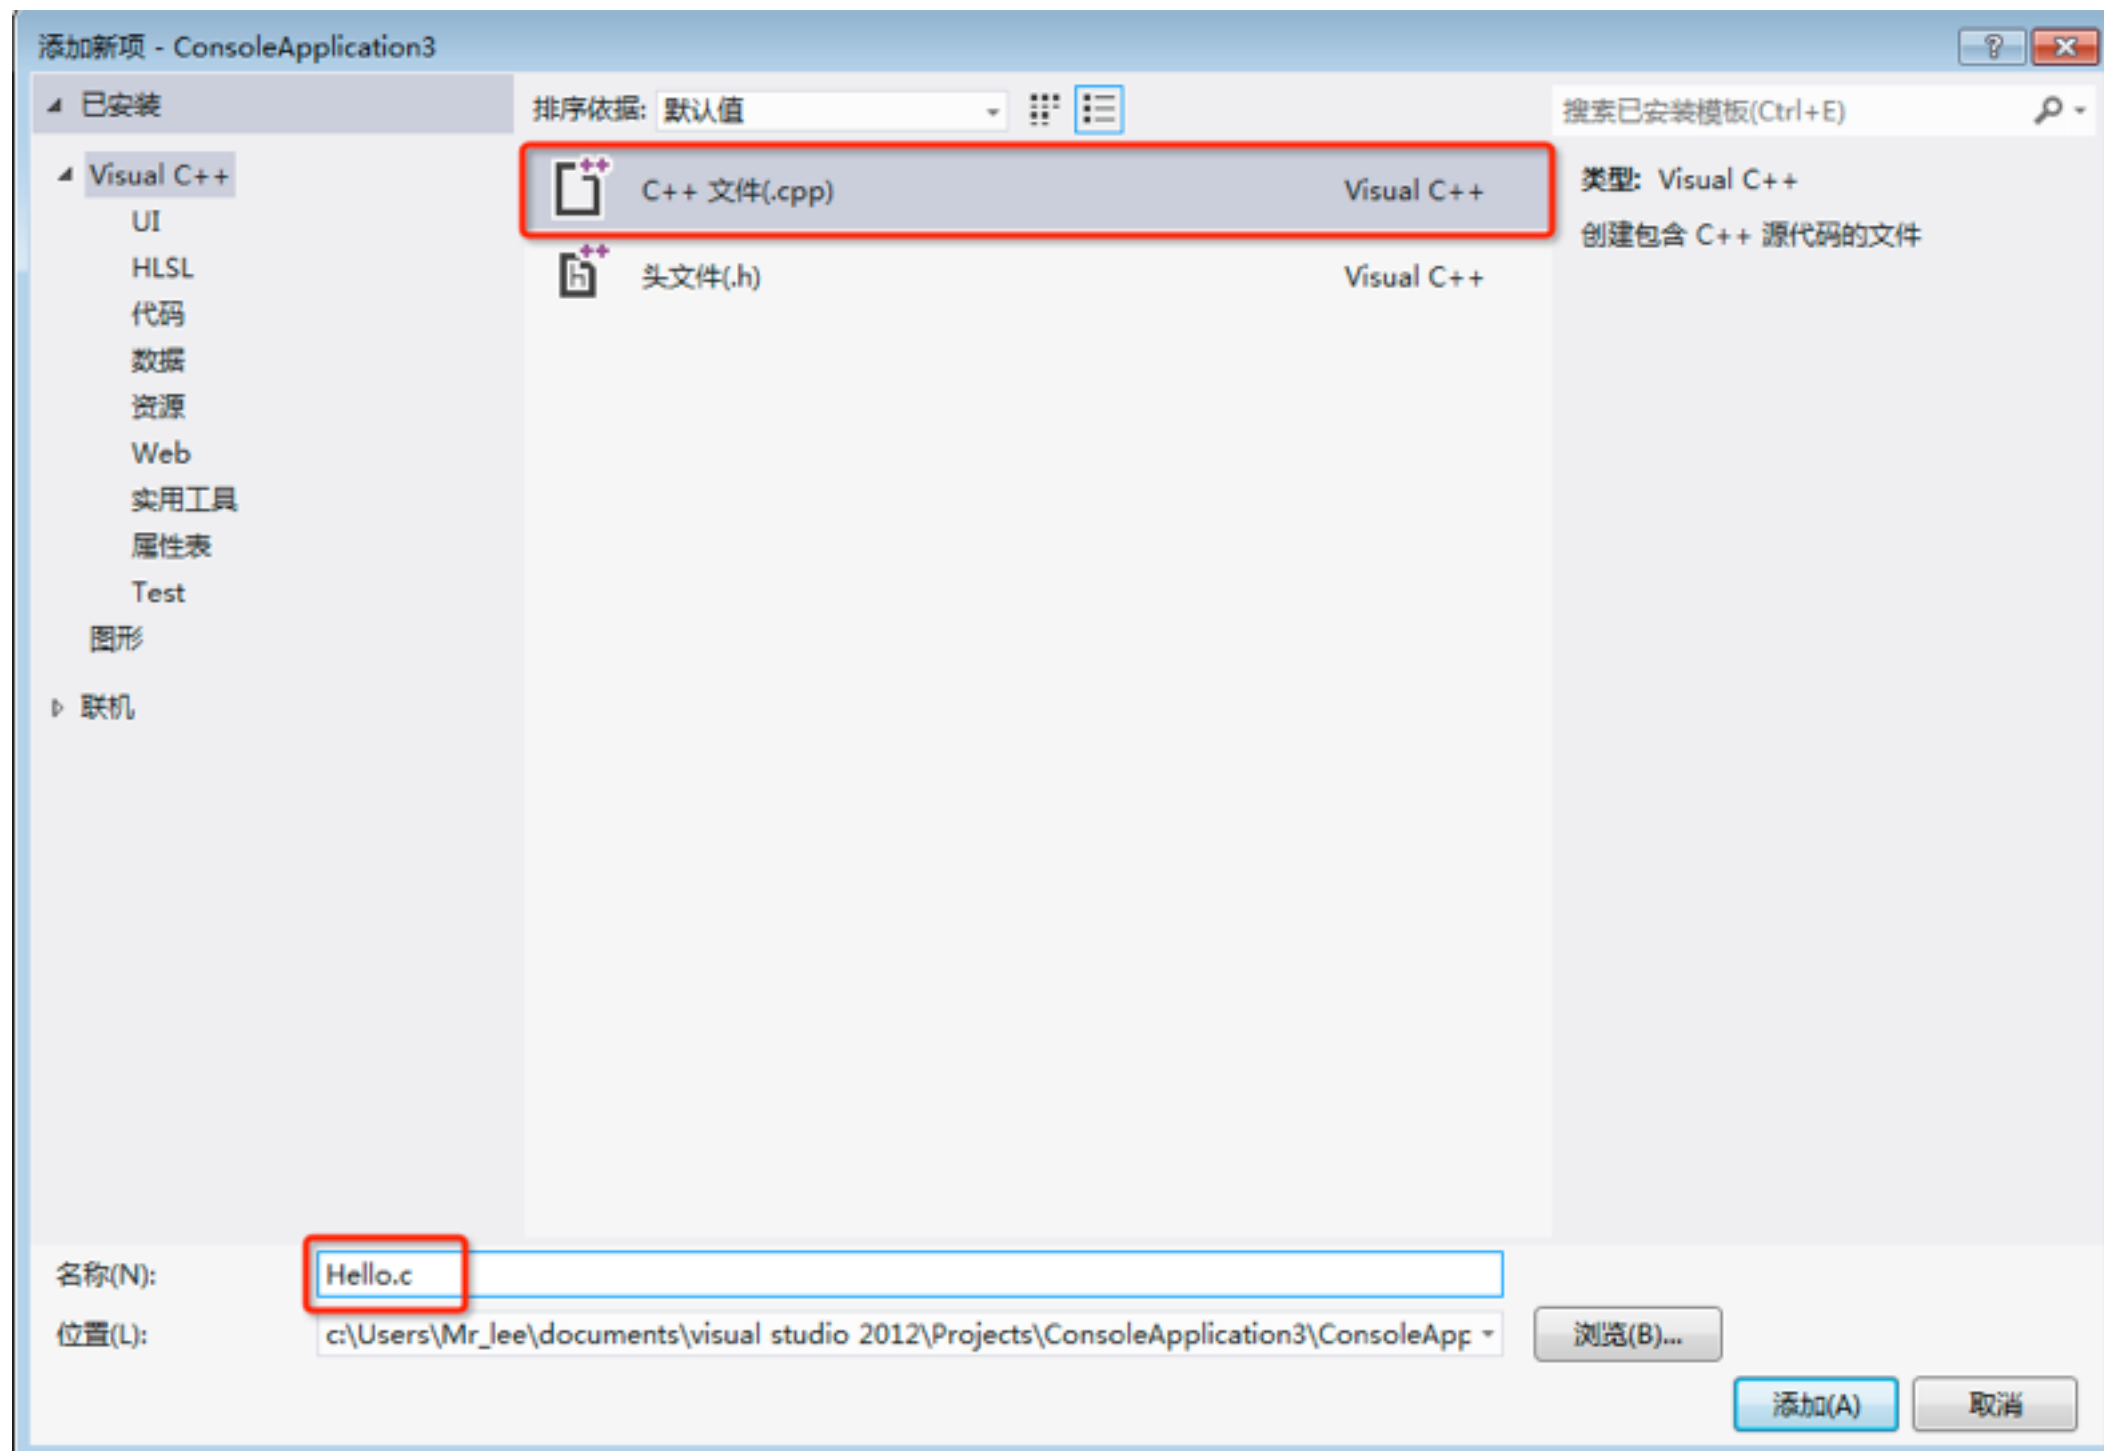 添加新项 - ConsoleApplication3
已安装
排序依据: 默认值
搜索已安装模板(Ctrl+E)
Visual C++
UI
HLSL
代码
数据
资源
Web
实用工具
属性表
Test
图形
联机
C++ 文件(.cpp) Visual C++
头文件(.h) Visual C++
类型: Visual C++
创建包含 C++ 源代码的文件
名称(N): Hello.c
位置(L): c:\Users\Mr_lee\documents\visual studio 2012\Projects\ConsoleApplication3\ConsoleApp
浏览(B)...
添加(A) 取消